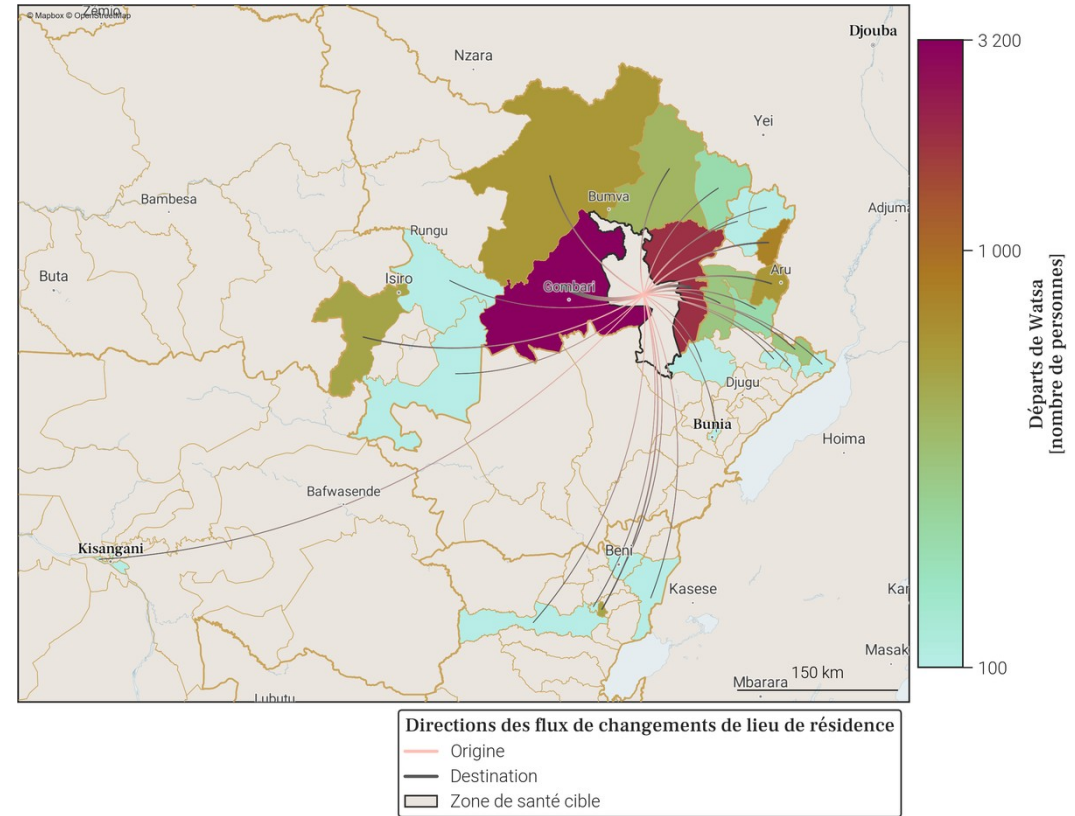 © Mapbox © OpenStreetMap
Zémio
Djouba
Nzara
Yei
Bumva
Bambesa
Adjuma
Rungu
Buta
Isiro
Gombari
Aru
Djugu
Bunia
Hoima
Bafwasende
Kisangani
Beni
Kasese
Kar
Masak
Mbarara
150 km
Lubutu
3 200
1 000
100
Départs de Watsa
[nombre de personnes]
Directions des flux de changements de lieu de résidence
Origine
Destination
Zone de santé cible